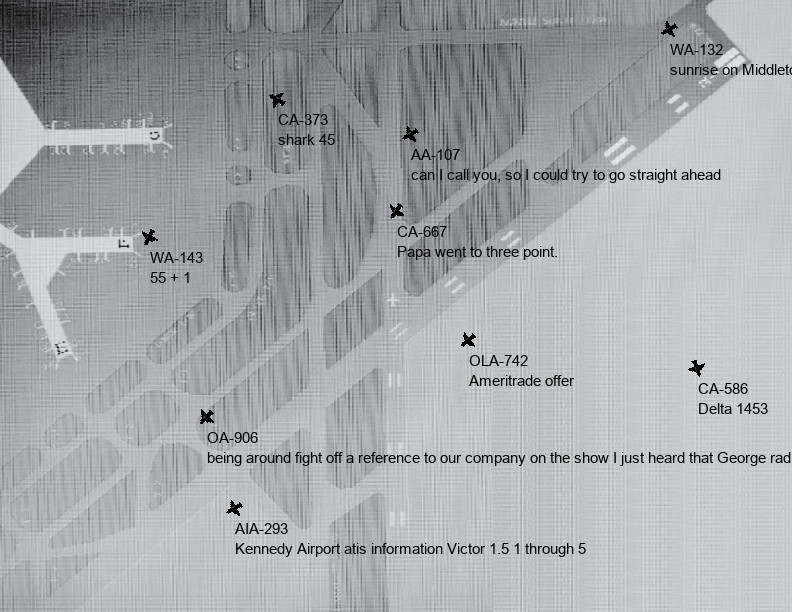 WA-132
sunrise on Middleto
CA-373
shark 45
AA-107
can I call you, so I could try to go straight ahead
CA-667
Papa went to three point.
WA-143
55 + 1
OLA-742
Ameritrade offer
CA-586
Delta 1453
OA-906
being around fight off a reference to our company on the show I just heard that George rad
AIA-293
Kennedy Airport atis information Victor 1.5 1 through 5